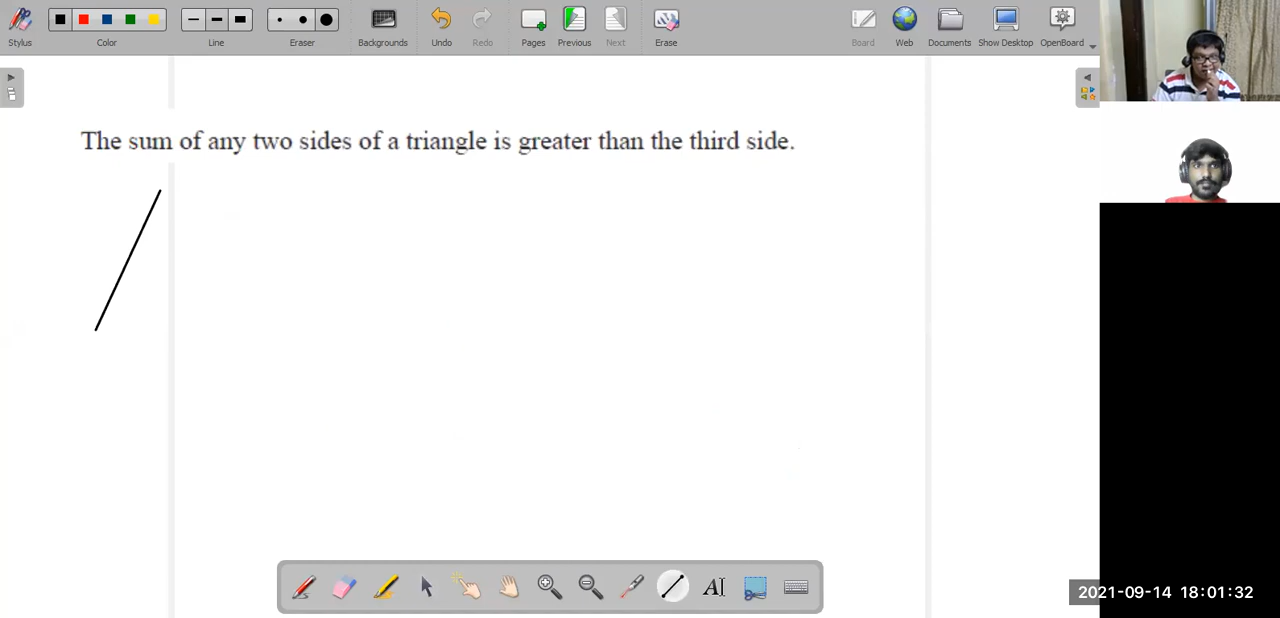 Stylus Color Line Eraser Backgrounds Undo Redo Pages Previous Next Erase Board Web Documents Show Desktop OpenBoard
The sum of any two sides of a triangle is greater than the third side.
AI
2021-09-14 18:01:32